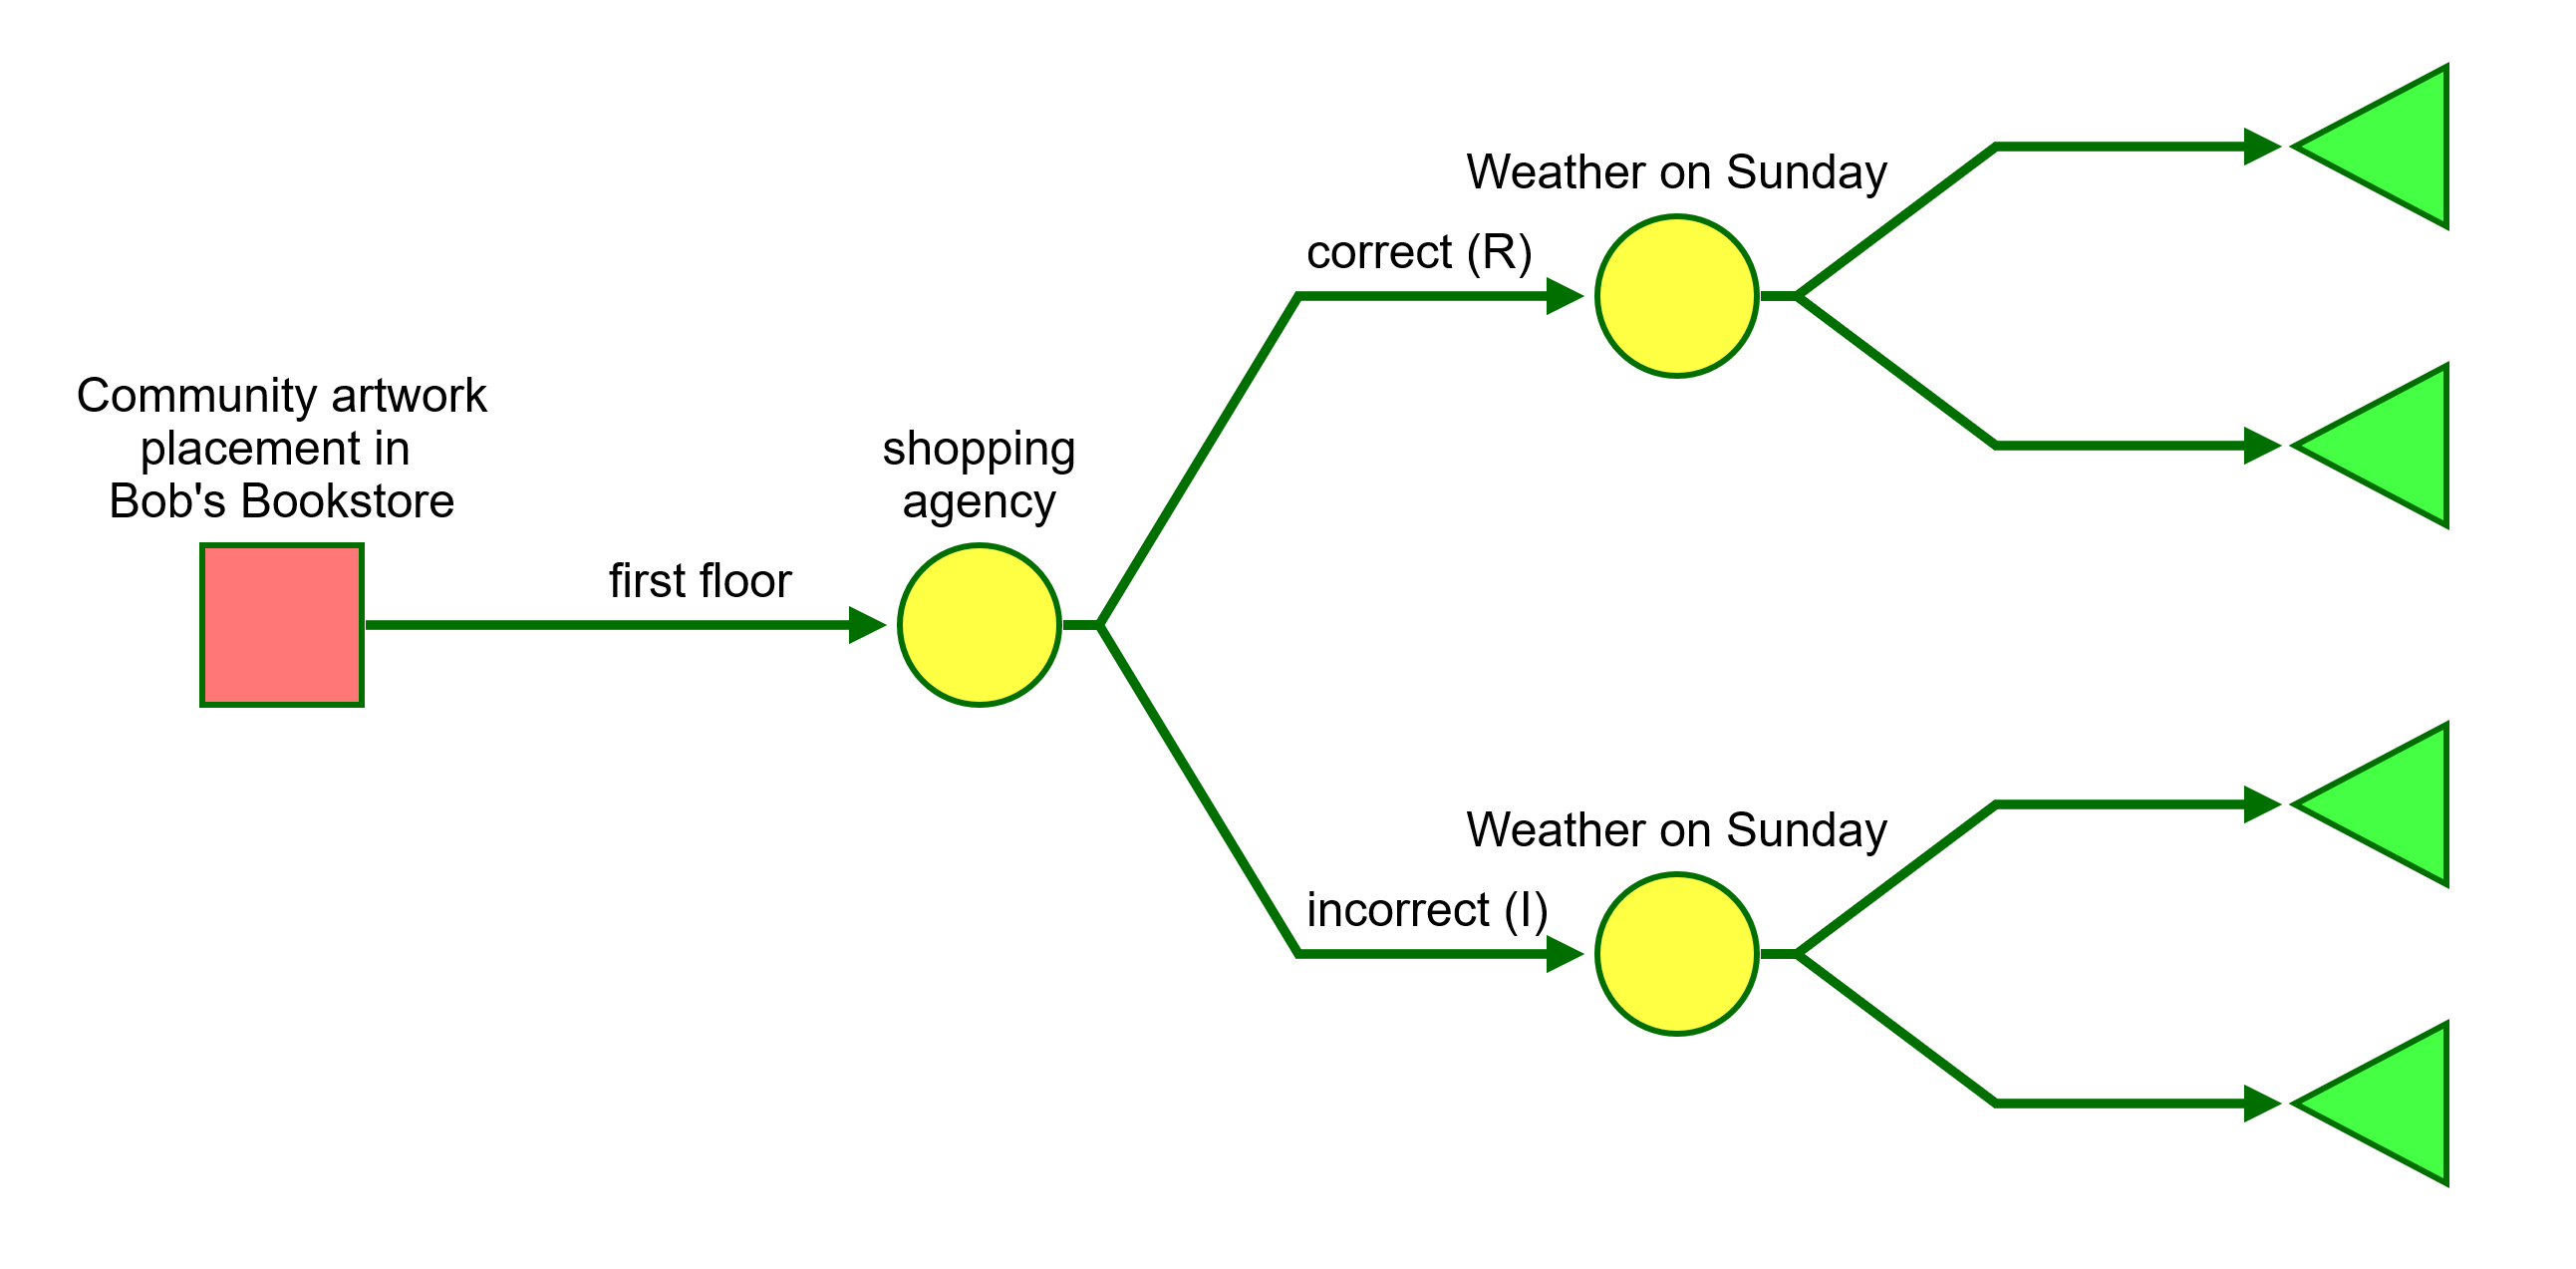 Community artwork
placement in
Bob's Bookstore
first floor
shopping
agency
correct (R)
Weather on Sunday
incorrect (I)
Weather on Sunday